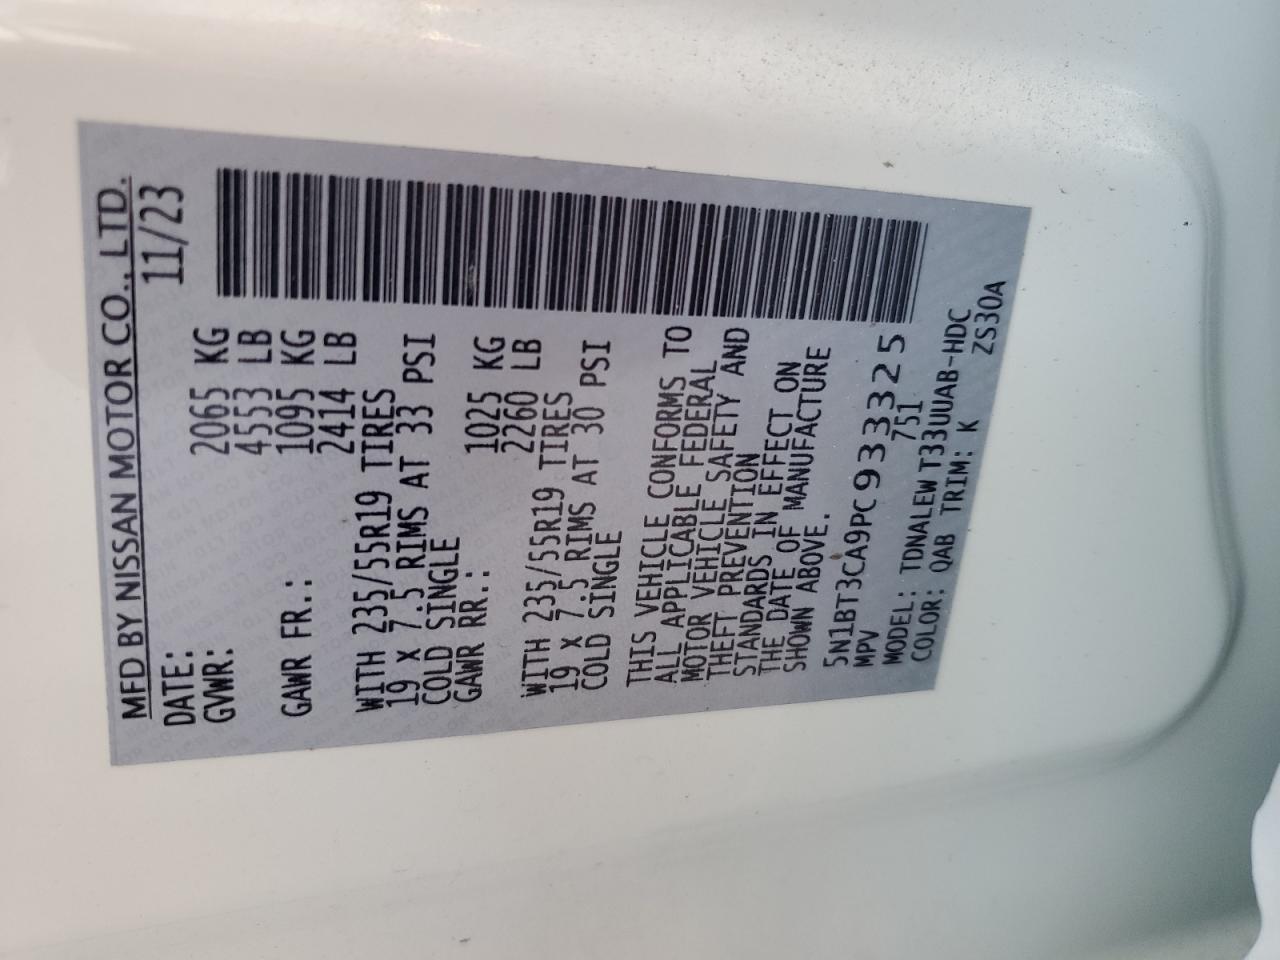 MFD BY NISSAN MOTOR CO., LTD.
DATE: 11/23
GVWR: 2065 KG
4553 LB
GAWR FR.: 1095 KG
2414 LB
WITH 235/55R19 TIRES
19 X 7.5 RIMS AT 33 PSI
COLD SINGLE
GAWR RR.: 1025 KG
2260 LB
WITH 235/55R19 TIRES
19 X 7.5 RIMS AT 30 PSI
COLD SINGLE
THIS VEHICLE CONFORMS TO
ALL APPLICABLE FEDERAL
MOTOR VEHICLE SAFETY AND
THEFT PREVENTION
STANDARDS IN EFFECT ON
THE DATE OF MANUFACTURE
SHOWN ABOVE.
5N1BT3CA9PC933325
MPV 751
MODEL: TDNALEWT33UUAB-HDC
COLOR: QAB TRIM: K ZS30A